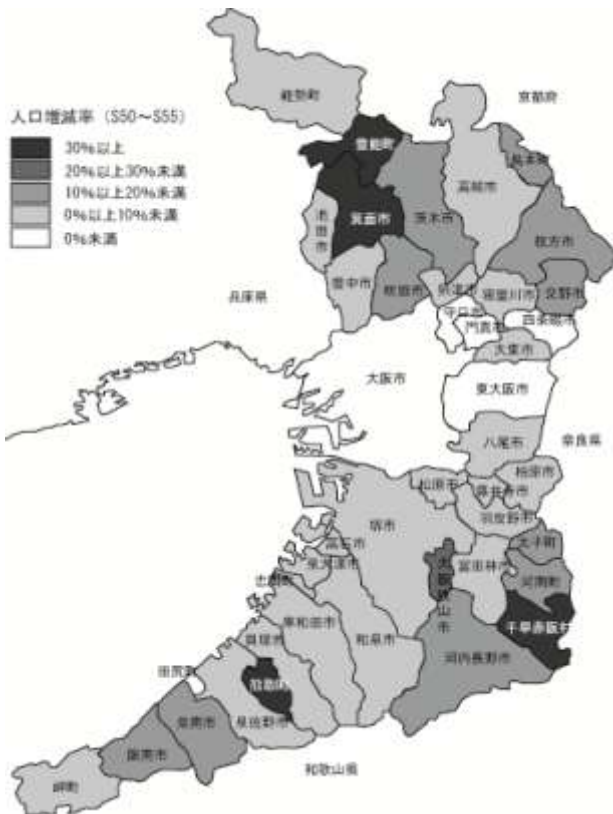 人口増減率（S50～S55）
30%以上
20%以上30%未満
10%以上20%未満
0%以上10%未満
0%未満
能勢町
京都府
豊能町
島本町
高槻市
茨木市
池田市
箕面市
枚方市
豊中市
吹田市
摂津市
寝屋川市
交野市
兵庫県
守口市
門真市
四条畷市
大東市
大阪市
東大阪市
奈良県
八尾市
柏原市
松原市
藤井寺市
羽曳野市
堺市
高石市
太子町
泉大津市
富田林市
大阪狭山市
河南町
忠岡町
千早赤阪村
岸和田市
和泉市
貝塚市
河内長野市
田尻町
熊取町
泉佐野市
泉南市
阪南市
和歌山県
岬町